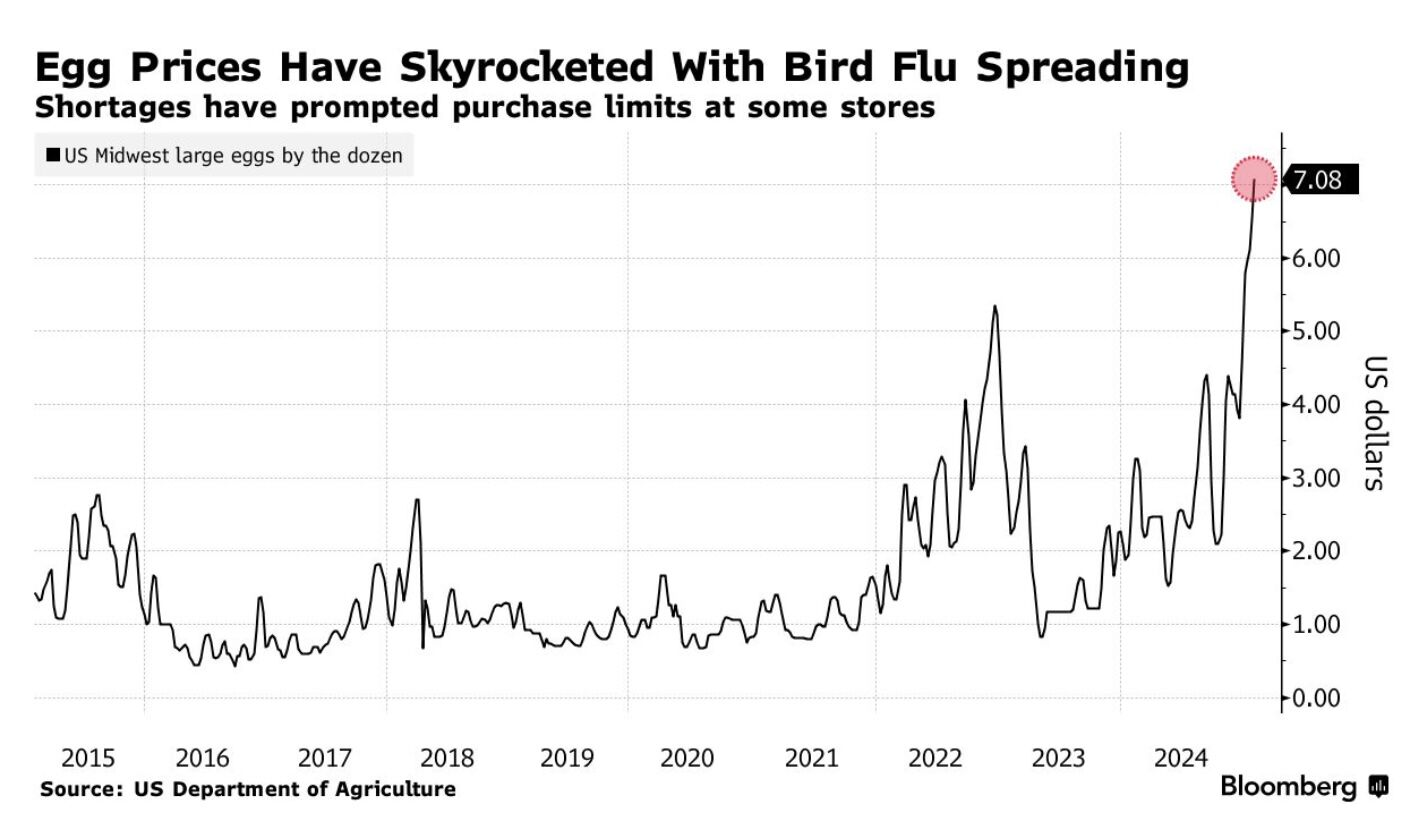 Egg Prices Have Skyrocketed With Bird Flu Spreading
Shortages have prompted purchase limits at some stores
US Midwest large eggs by the dozen
7.08
6.00
5.00
4.00
3.00
2.00
1.00
0.00
US dollars
2015 2016 2017 2018 2019 2020 2021 2022 2023 2024
Source: US Department of Agriculture
Bloomberg